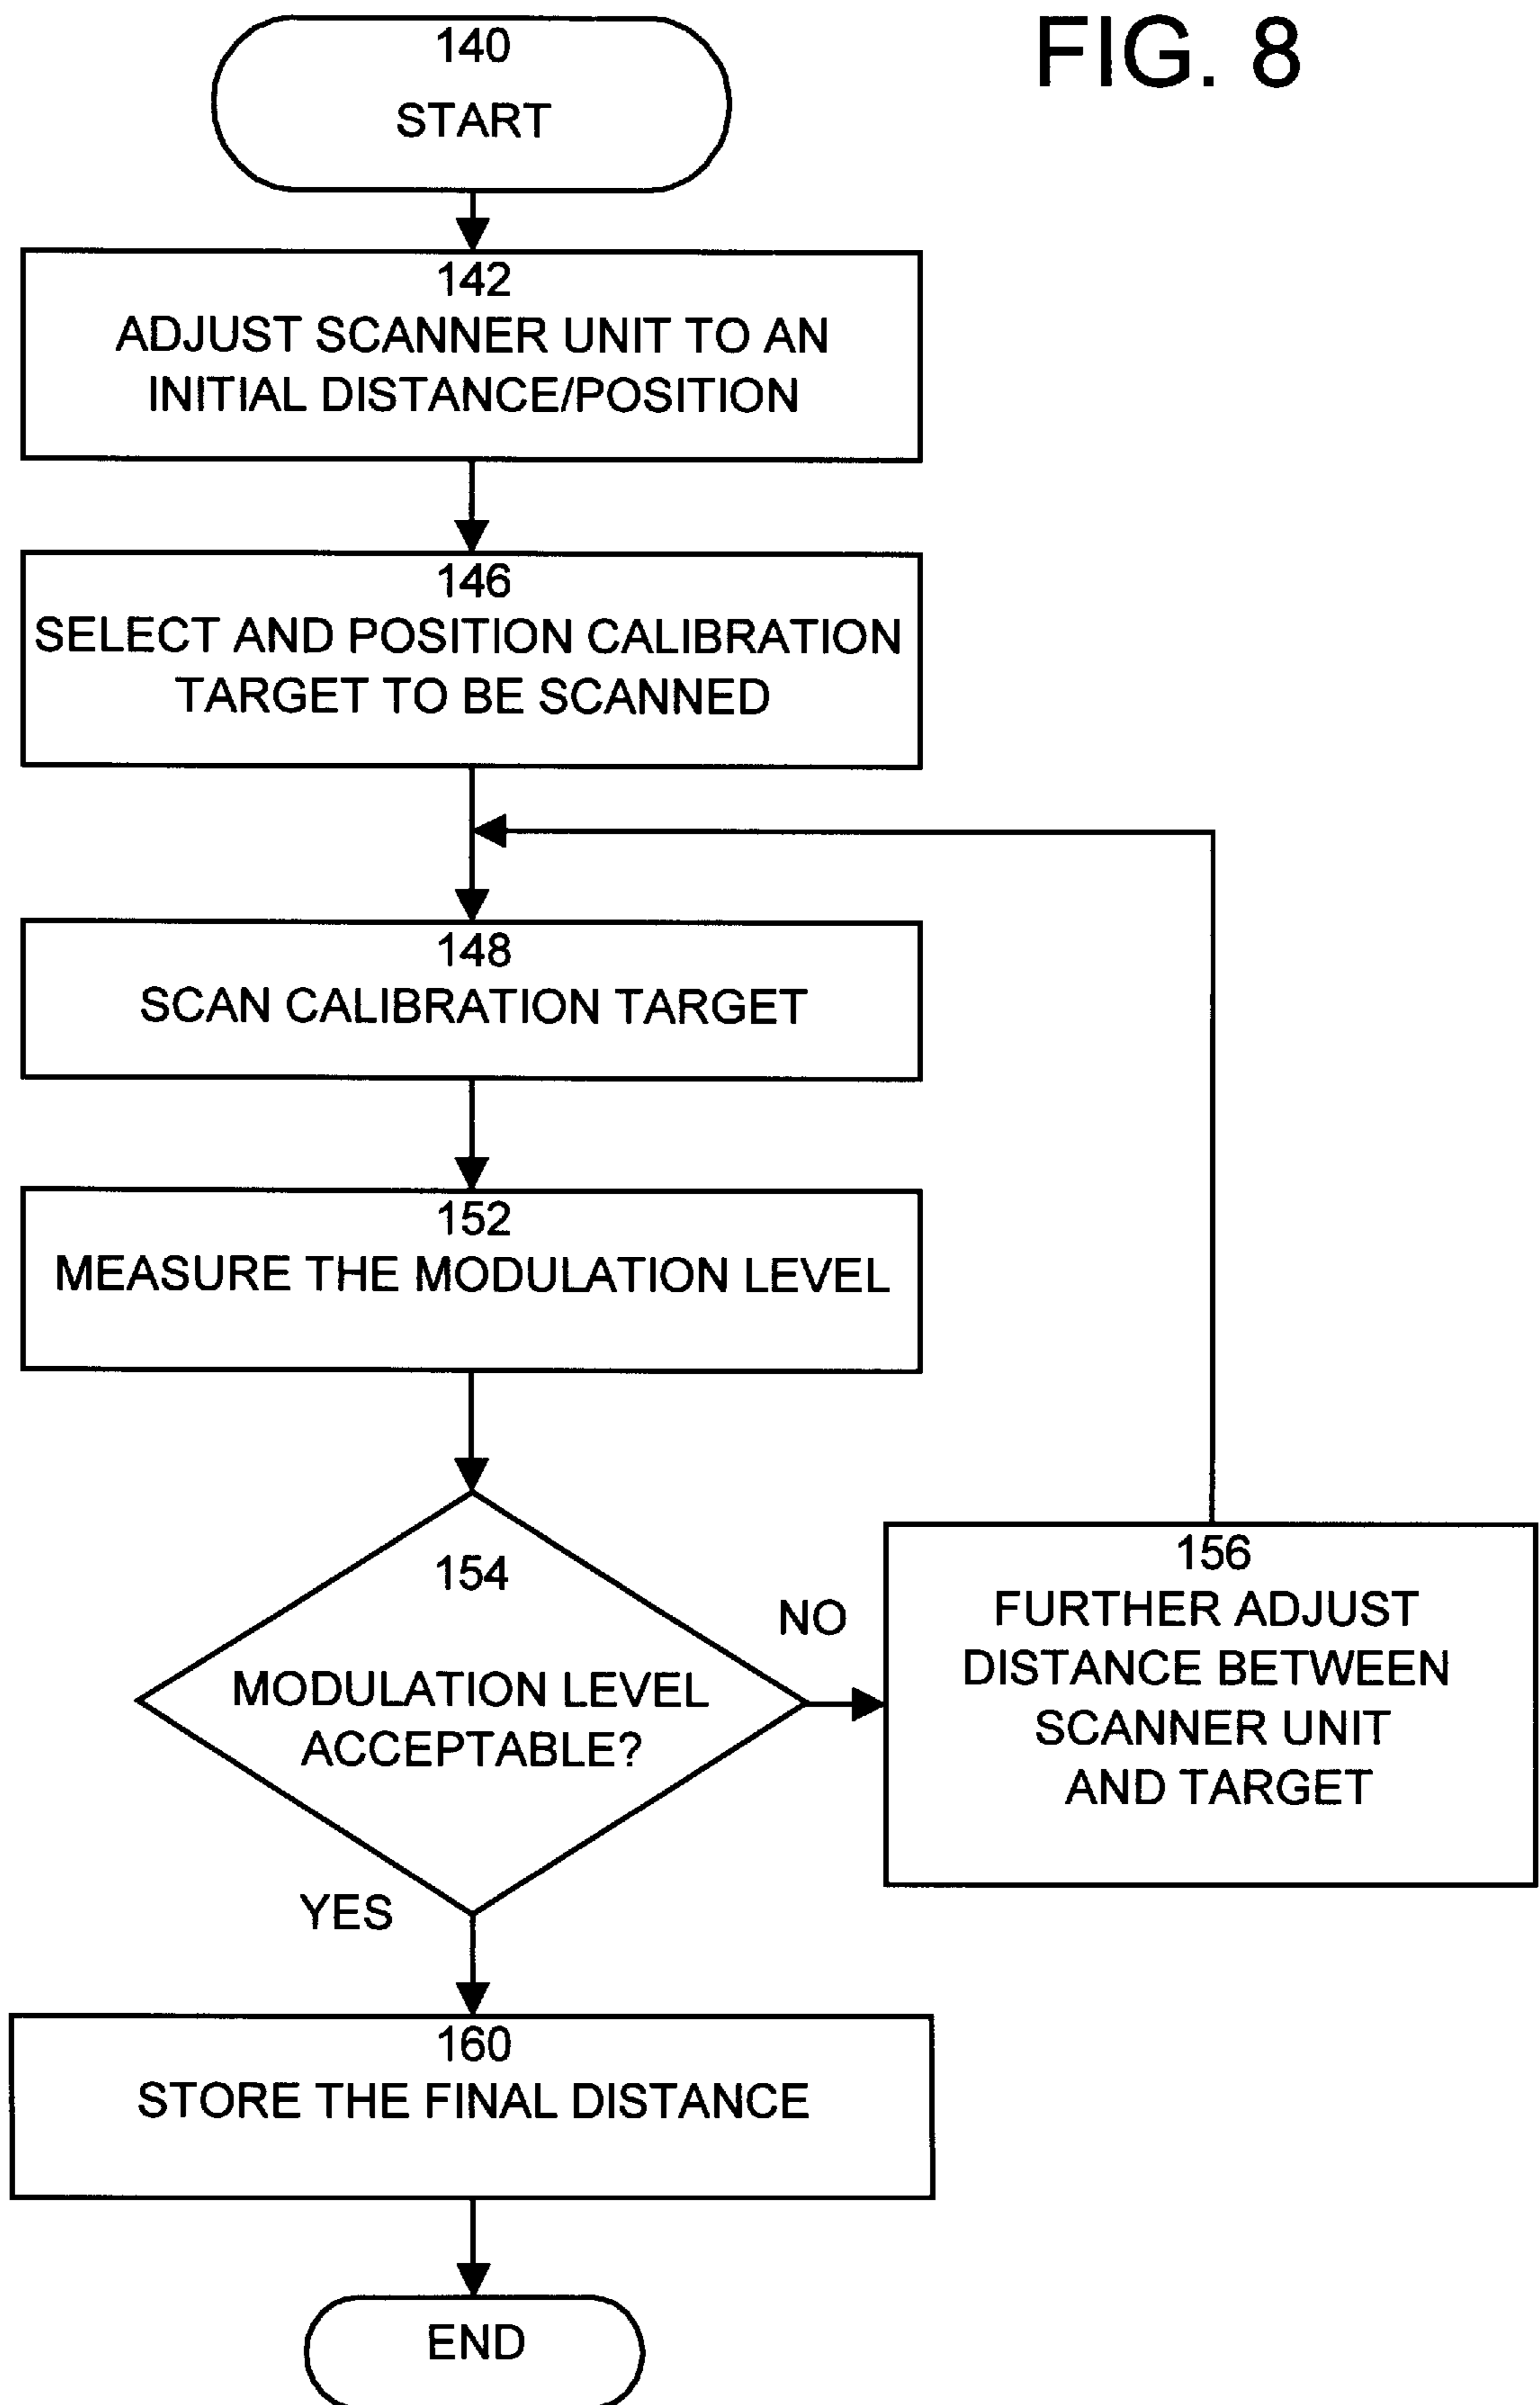 FIG. 8
140
START
142
ADJUST SCANNER UNIT TO AN
INITIAL DISTANCE/POSITION
146
SELECT AND POSITION CALIBRATION
TARGET TO BE SCANNED
148
SCAN CALIBRATION TARGET
152
MEASURE THE MODULATION LEVEL
154
MODULATION LEVEL
ACCEPTABLE?
NO
156
FURTHER ADJUST
DISTANCE BETWEEN
SCANNER UNIT
AND TARGET
YES
160
STORE THE FINAL DISTANCE
END